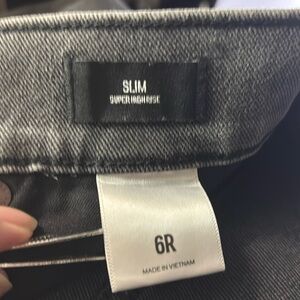 SLIM
SUPER HIGH RISE
6R
MADE IN VIETNAM